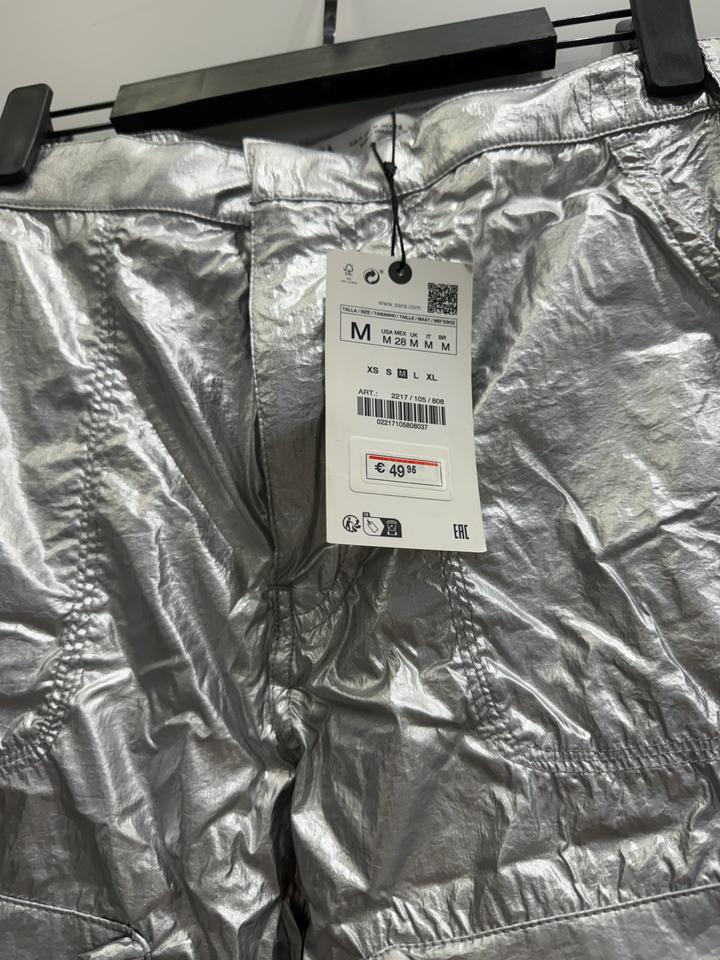 www.zara.com
TALLA / SIZE / TAMANHO / TAILLE / MAAT / ΜΕΓΕΘΟΣ
M
USA MEX UK IT BR
M 28 M M M
XS S M L XL
ART.: 2217 / 105 / 808
02217105808037
€ 49 95
FR
EAC